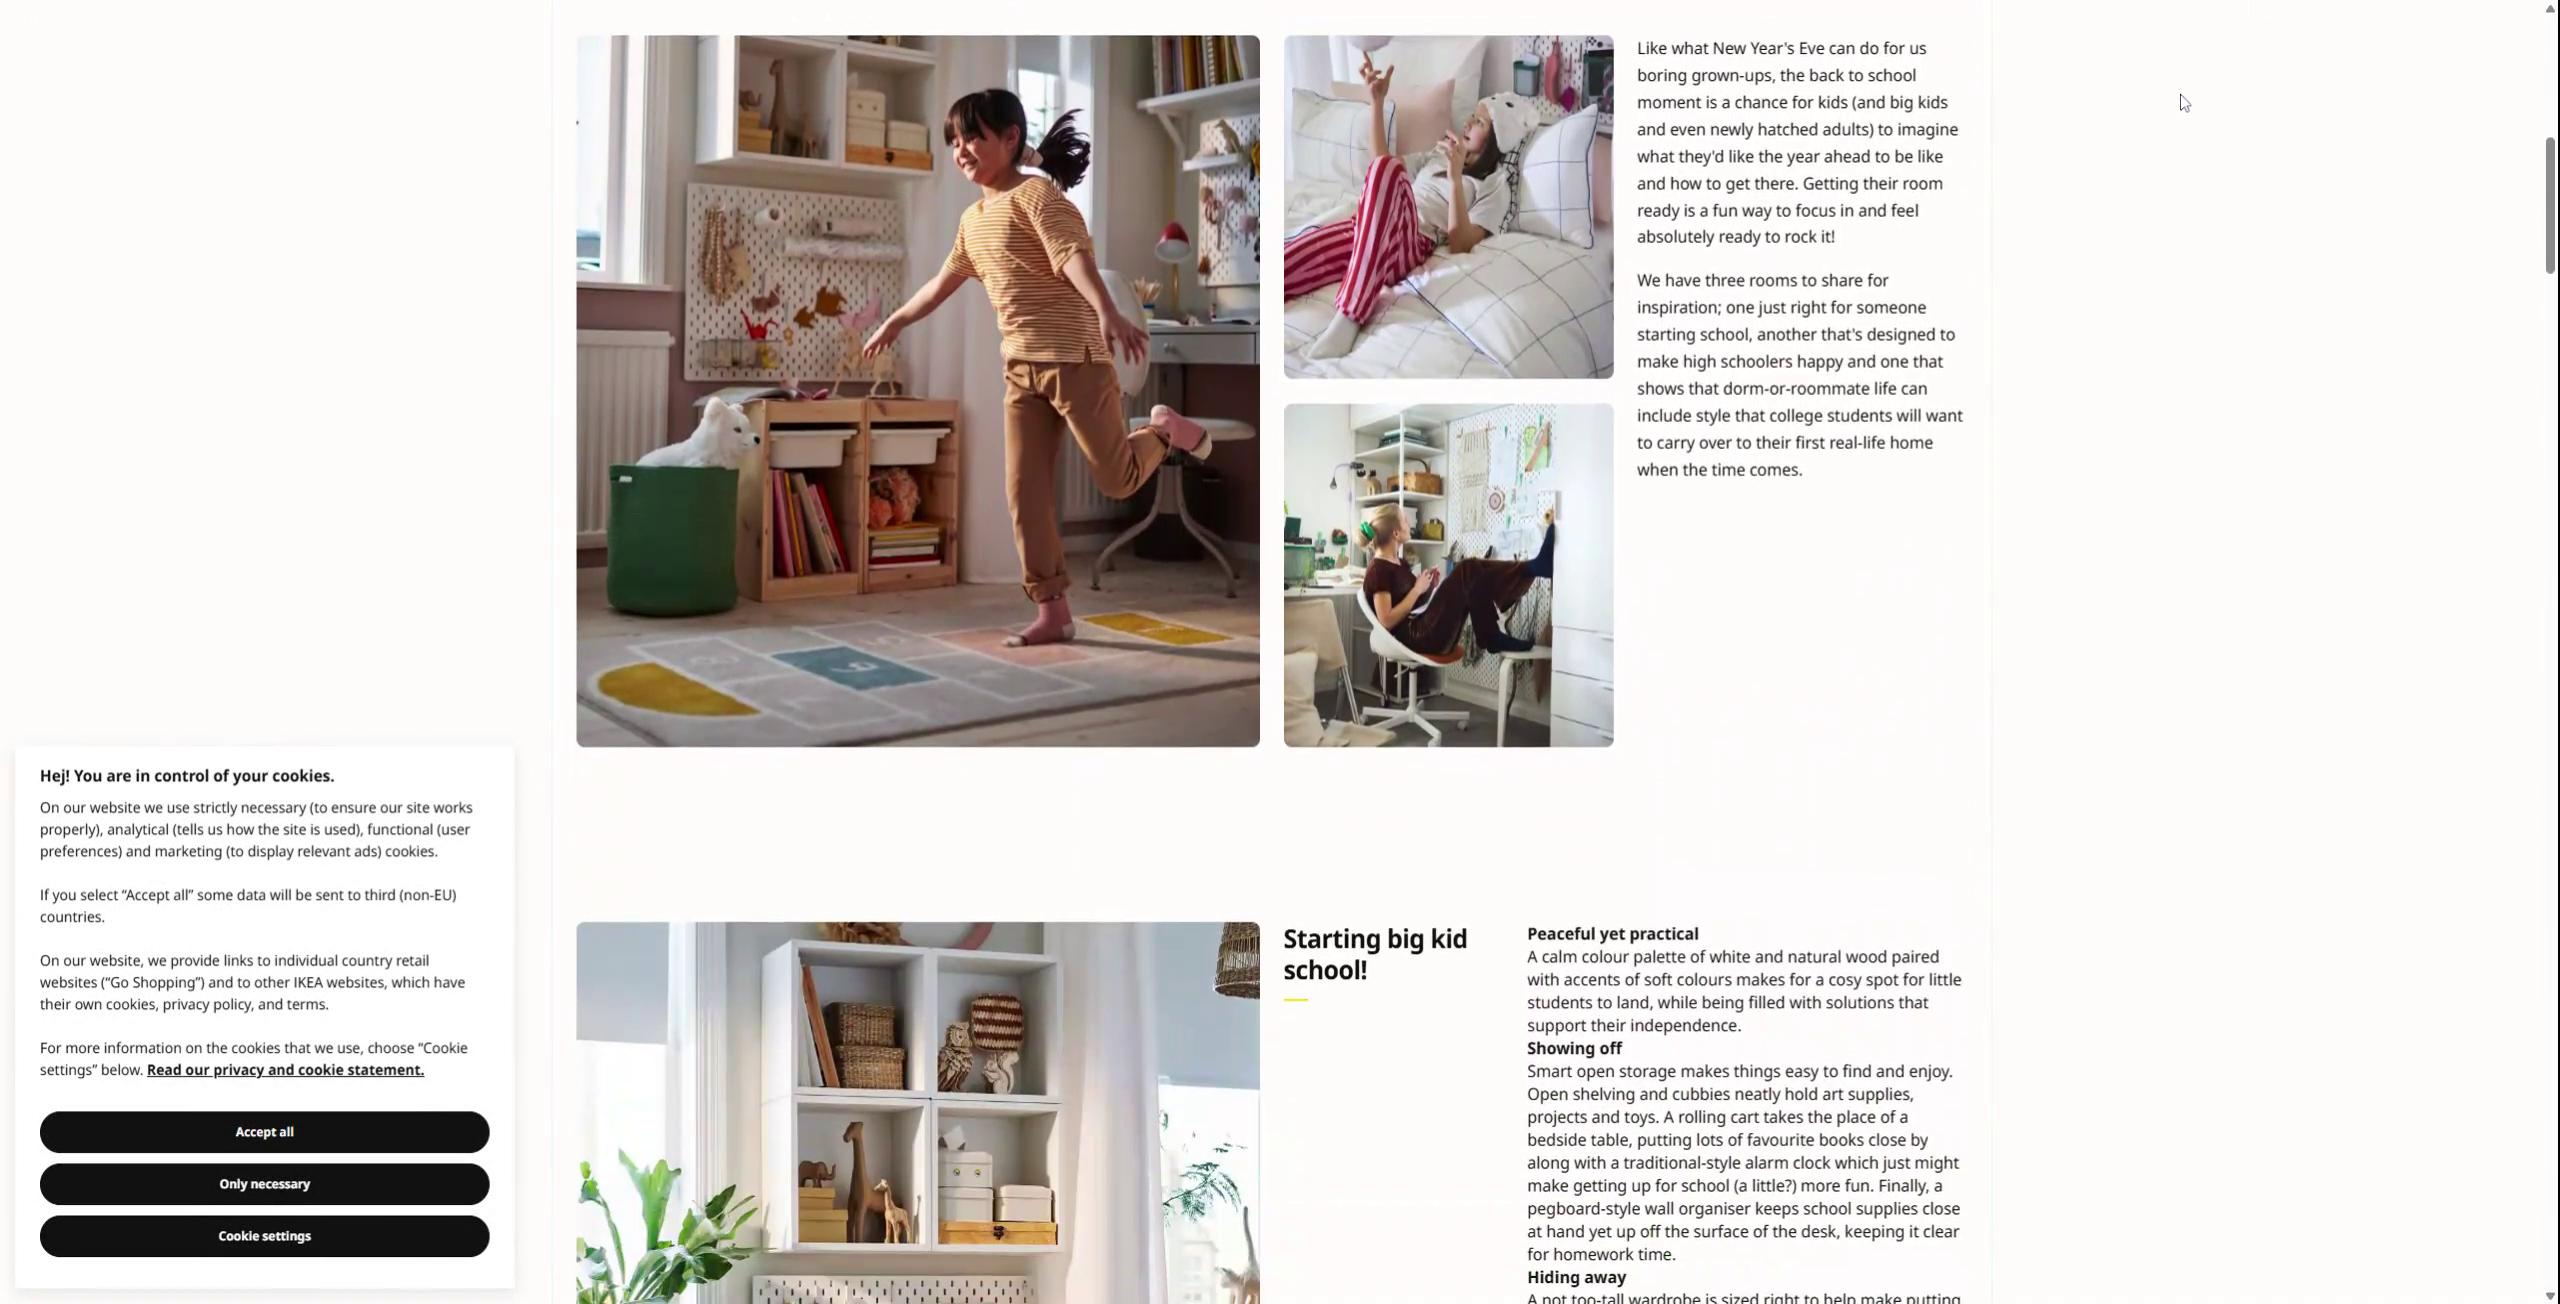 Like what New Year's Eve can do for us
boring grown-ups, the back to school
moment is a chance for kids (and big kids
and even newly hatched adults) to imagine
what they'd like the year ahead to be like
and how to get there. Getting their room
ready is a fun way to focus in and feel
absolutely ready to rock it!
We have three rooms to share for
inspiration; one just right for someone
starting school, another that's designed to
make high schoolers happy and one that
shows that dorm-or-roommate life can
include style that college students will want
to carry over to their first real-life home
when the time comes.
Hej! You are in control of your cookies.
On our website we use strictly necessary (to ensure our site works
properly), analytical (tells us how the site is used), functional (user
preferences) and marketing (to display relevant ads) cookies.
If you select “Accept all” some data will be sent to third (non-EU)
countries.
On our website, we provide links to individual country retail
websites (“Go Shopping”) and to other IKEA websites, which have
their own cookies, privacy policy, and terms.
For more information on the cookies that we use, choose “Cookie
settings” below. Read our privacy and cookie statement.
Accept all
Only necessary
Cookie settings
Starting big kid
school!
Peaceful yet practical
A calm colour palette of white and natural wood paired
with accents of soft colours makes for a cosy spot for little
students to land, while being filled with solutions that
support their independence.
Showing off
Smart open storage makes things easy to find and enjoy.
Open shelving and cubbies neatly hold art supplies,
projects and toys. A rolling cart takes the place of a
bedside table, putting lots of favourite books close by
along with a traditional-style alarm clock which just might
make getting up for school (a little?) more fun. Finally, a
pegboard-style wall organiser keeps school supplies close
at hand yet up off the surface of the desk, keeping it clear
for homework time.
Hiding away
A not too-tall wardrobe is sized right to help make putting